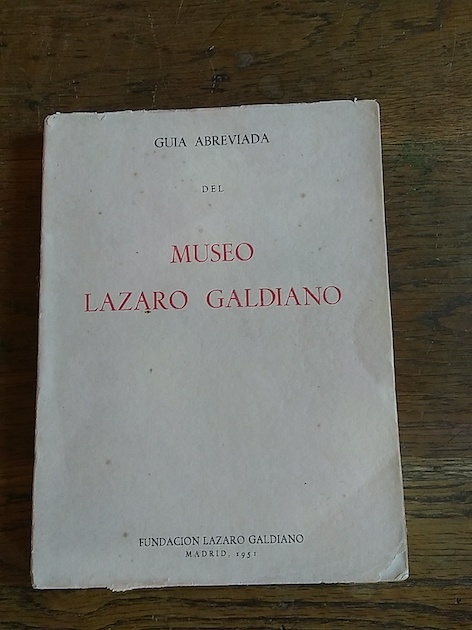 GUIA ABREVIADA
DEL
MUSEO
LAZARO GALDIANO
FUNDACION LAZARO GALDIANO
MADRID, 1951